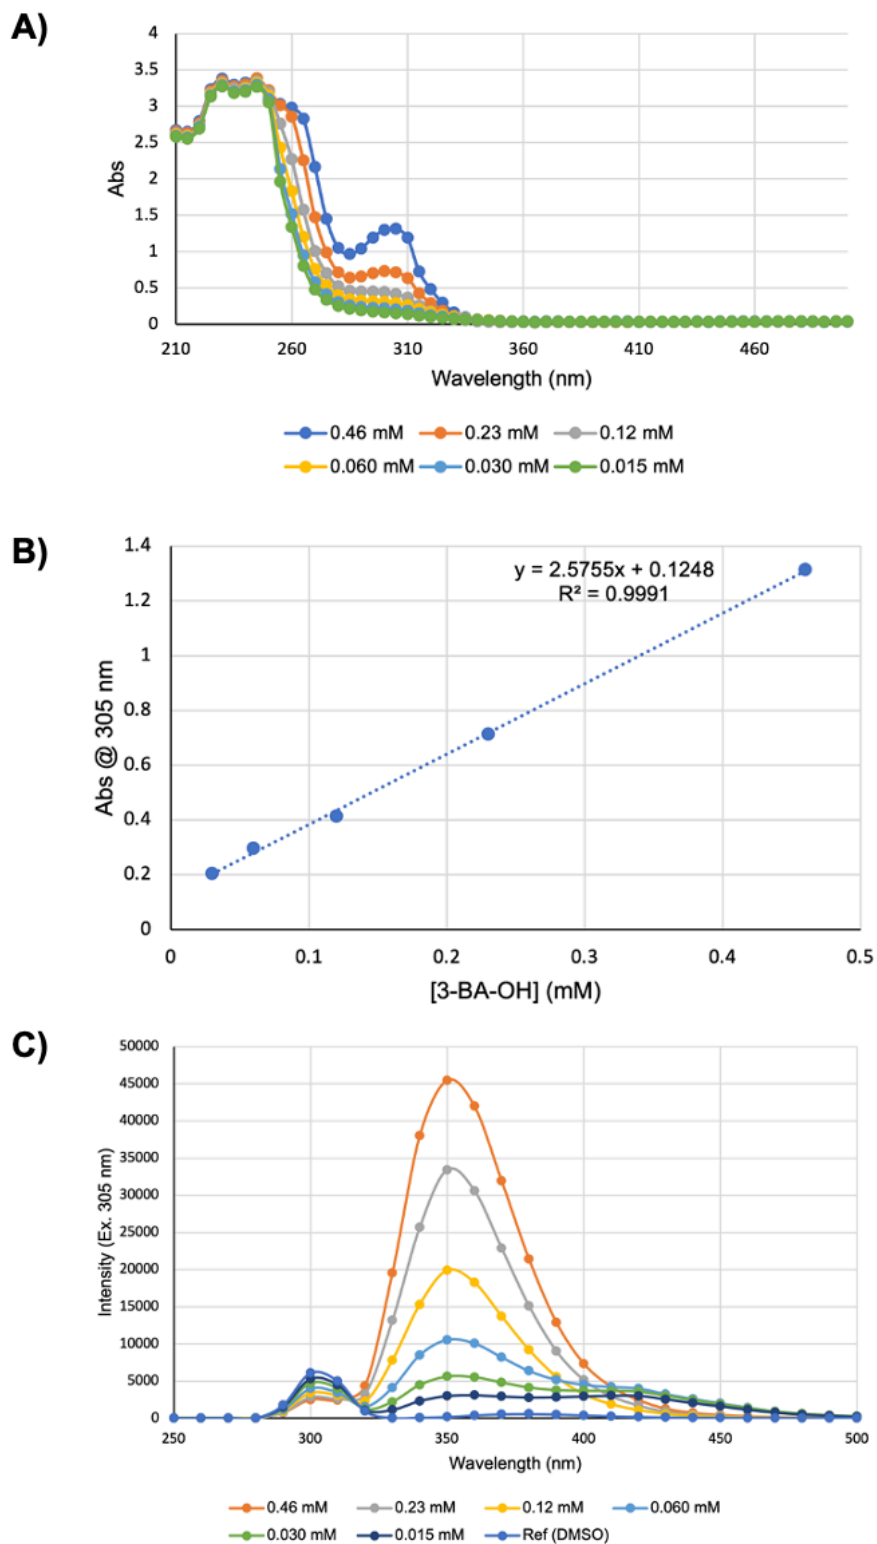 A)
4
3.5
3
2.5
2
1.5
1
0.5
0
Abs
210 260 310 360 410 460
Wavelength (nm)
0.46 mM 0.23 mM 0.12 mM
0.060 mM 0.030 mM 0.015 mM
B)
1.4
1.2
1
0.8
0.6
0.4
0.2
0
Abs @ 305 nm
y = 2.5755x + 0.1248
R² = 0.9991
0 0.1 0.2 0.3 0.4 0.5
[3-BA-OH] (mM)
C)
50000
45000
40000
35000
30000
25000
20000
15000
10000
5000
0
Intensity (Ex. 305 nm)
250 300 350 400 450 500
Wavelength (nm)
0.46 mM 0.23 mM 0.12 mM 0.060 mM
0.030 mM 0.015 mM Ref (DMSO)